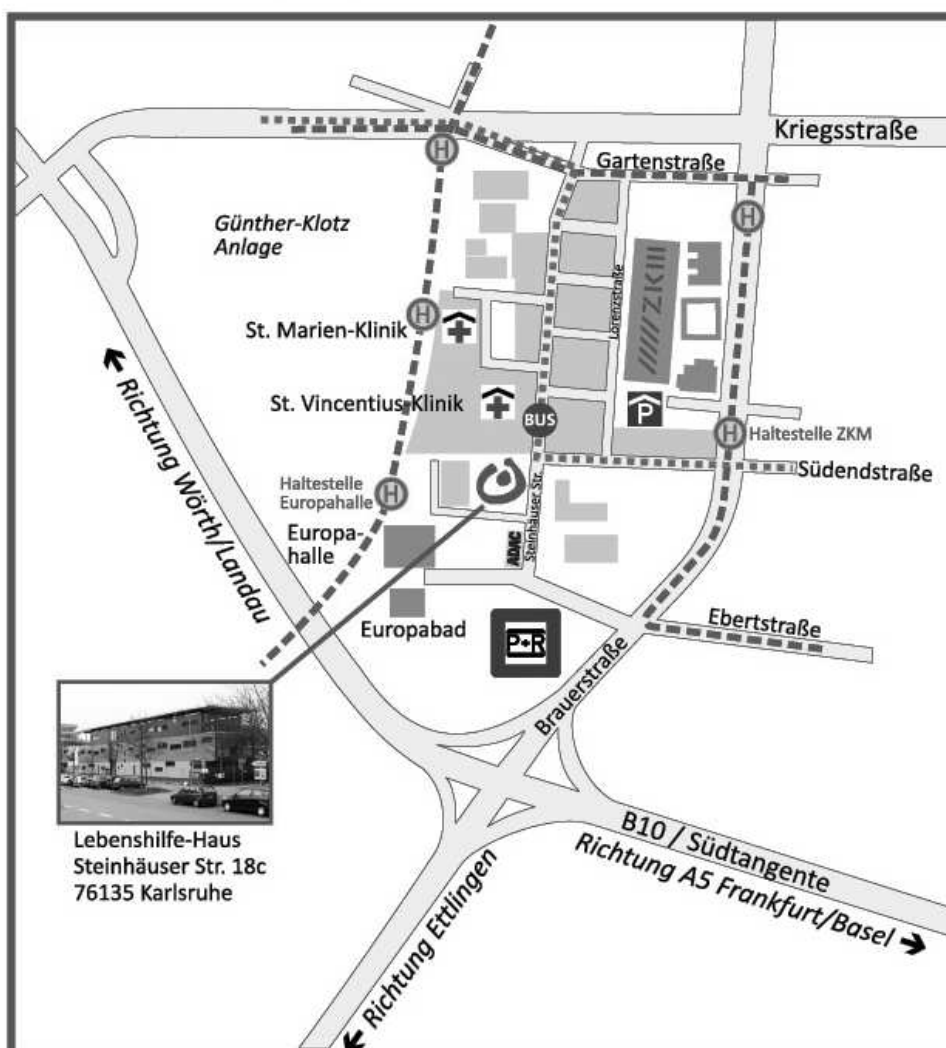 Kriegsstraße
Gartenstraße
H
H
Günther-Klotz
Anlage
Lorenzstraße
ZKM
H
St. Marien-Klinik
Richtung Wörth/Landau
St. Vincentius-Klinik
P
BUS
H
Haltestelle ZKM
Südendstraße
Haltestelle
Europahalle
H
Steinhäuser Str.
ADAC
Europa-
halle
Europabad
Ebertstraße
P+R
Brauerstraße
Lebenshilfe-Haus
Steinhäuser Str. 18c
76135 Karlsruhe
B10 / Südtangente
Richtung A5 Frankfurt/Basel
Richtung Ettlingen